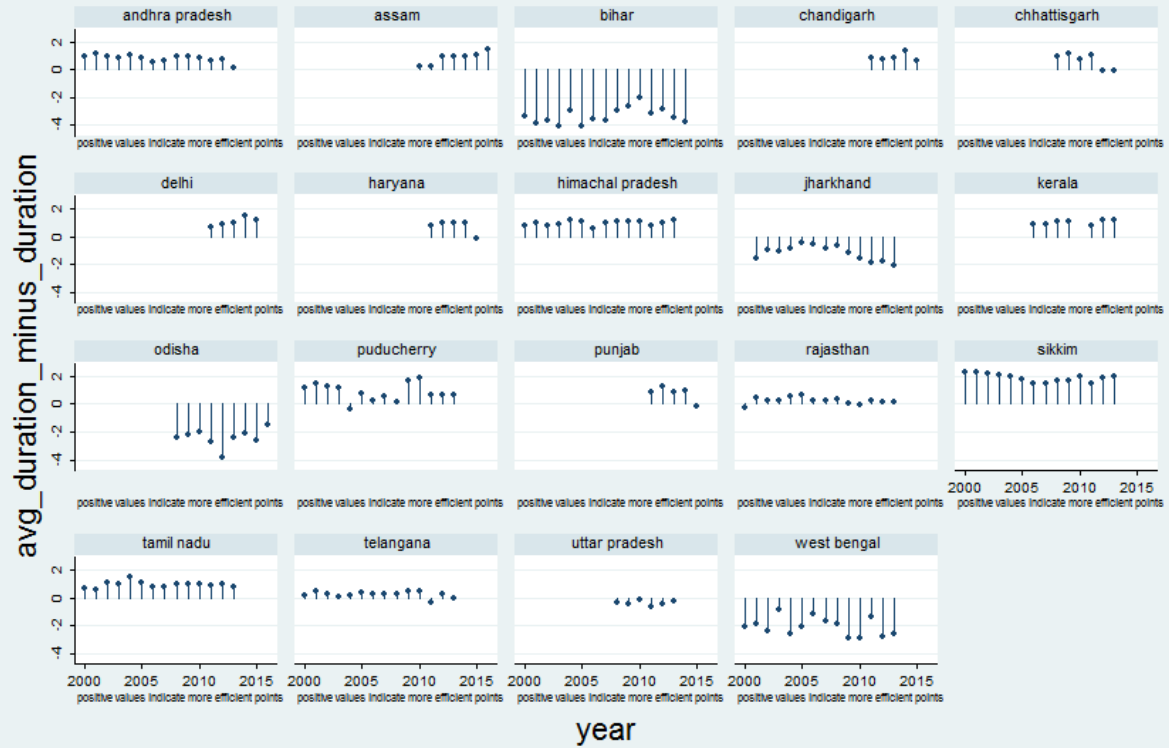 andhra pradesh assam bihar chandigarh chhattisgarh
2
0
-2
-4
positive values indicate more efficient points positive values indicate more efficient points positive values indicate more efficient points positive values indicate more efficient points positive values indicate more efficient points
delhi haryana himachal pradesh jharkhand kerala
2
0
-2
-4
positive values indicate more efficient points positive values indicate more efficient points positive values indicate more efficient points positive values indicate more efficient points positive values indicate more efficient points
avg_duration_minus_duration
odisha puducherry punjab rajasthan sikkim
2
0
-2
-4
2000 2005 2010 2015
positive values indicate more efficient points positive values indicate more efficient points positive values indicate more efficient points positive values indicate more efficient points positive values indicate more efficient points
tamil nadu telangana uttar pradesh west bengal
2
0
-2
-4
2000 2005 2010 2015 2000 2005 2010 2015 2000 2005 2010 2015 2000 2005 2010 2015
positive values indicate more efficient points positive values indicate more efficient points positive values indicate more efficient points positive values indicate more efficient points
year